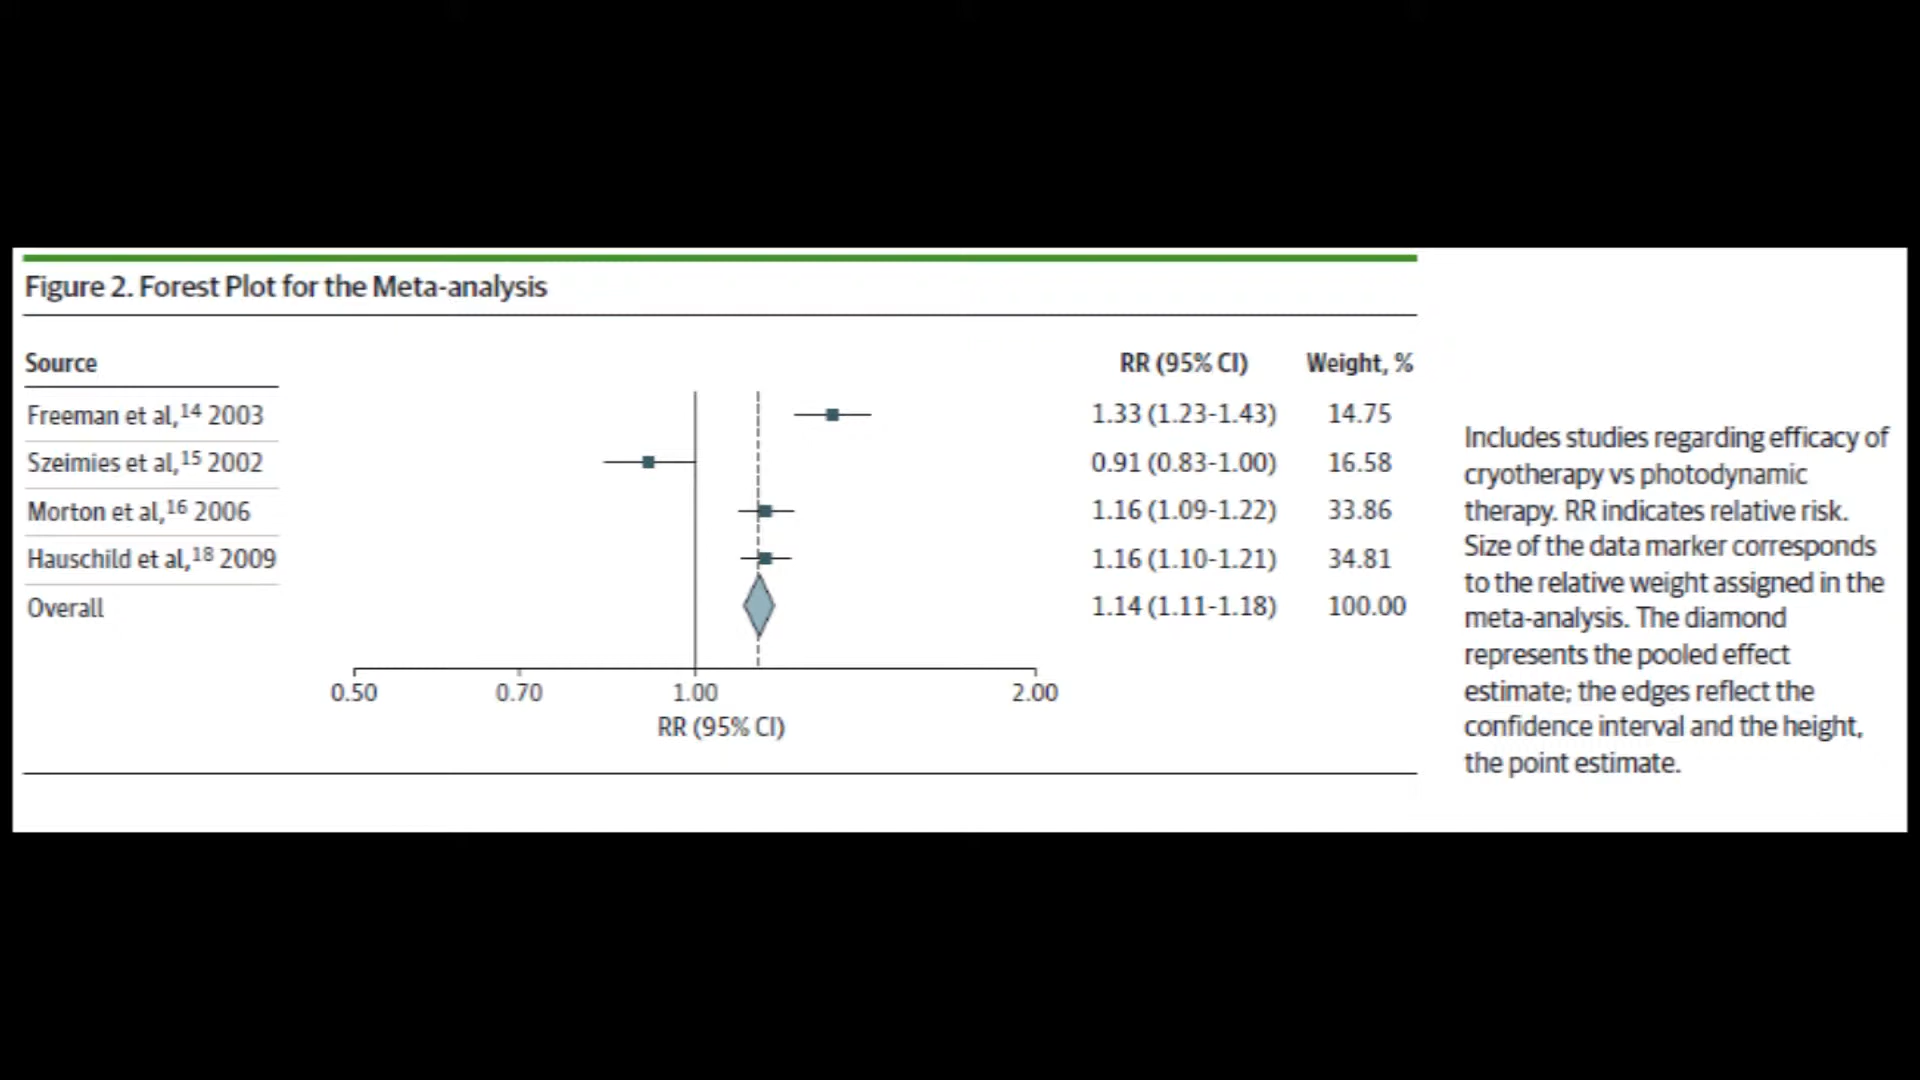 Figure 2. Forest Plot for the Meta-analysis
Source RR (95% CI) Weight, %
Freeman et al,14 2003 1.33 (1.23-1.43) 14.75
Szeimies et al,15 2002 0.91 (0.83-1.00) 16.58
Morton et al,16 2006 1.16 (1.09-1.22) 33.86
Hauschild et al,18 2009 1.16 (1.10-1.21) 34.81
Overall 1.14 (1.11-1.18) 100.00
0.50 0.70 1.00 2.00
RR (95% CI)
Includes studies regarding efficacy of
cryotherapy vs photodynamic
therapy. RR indicates relative risk.
Size of the data marker corresponds
to the relative weight assigned in the
meta-analysis. The diamond
represents the pooled effect
estimate; the edges reflect the
confidence interval and the height,
the point estimate.